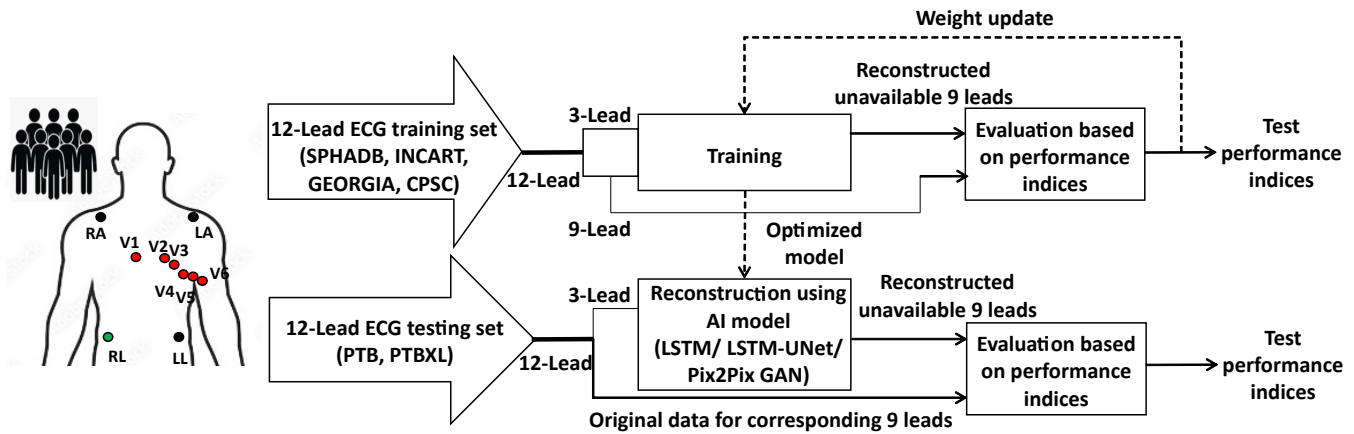 Weight update
Reconstructed
unavailable 9 leads
3-Lead
12-Lead ECG training set
(SPHADB, INCART,
GEORGIA, CPSC)
12-Lead
Training
Evaluation based
on performance
indices
Test
performance
indices
9-Lead
Optimized
model
RA
LA
V1
V2
V3
V4
V5
V6
RL
LL
3-Lead
12-Lead ECG testing set
(PTB, PTBXL)
12-Lead
Reconstruction using
AI model
(LSTM/ LSTM-UNet/
Pix2Pix GAN)
Reconstructed
unavailable 9 leads
Evaluation based
on performance
indices
Test
performance
indices
Original data for corresponding 9 leads